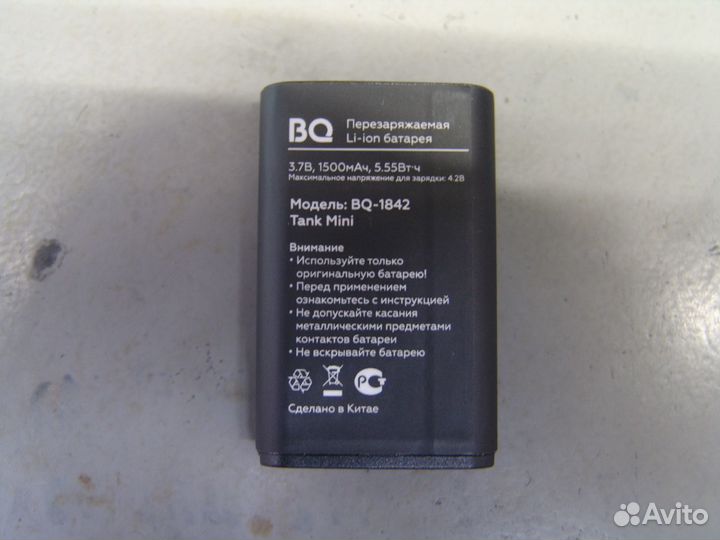 BQ
Перезаряжаемая
Li-ion батарея
3.7В, 1500мАч, 5.55Вт·ч
Максимальное напряжение для зарядки: 4.2В
Модель: BQ-1842
Tank Mini
Внимание
• Используйте только
оригинальную батарею!
• Перед применением
ознакомьтесь с инструкцией
• Не допускайте касания
металлическими предметами
контактов батареи
• Не вскрывайте батарею
Сделано в Китае
Avito